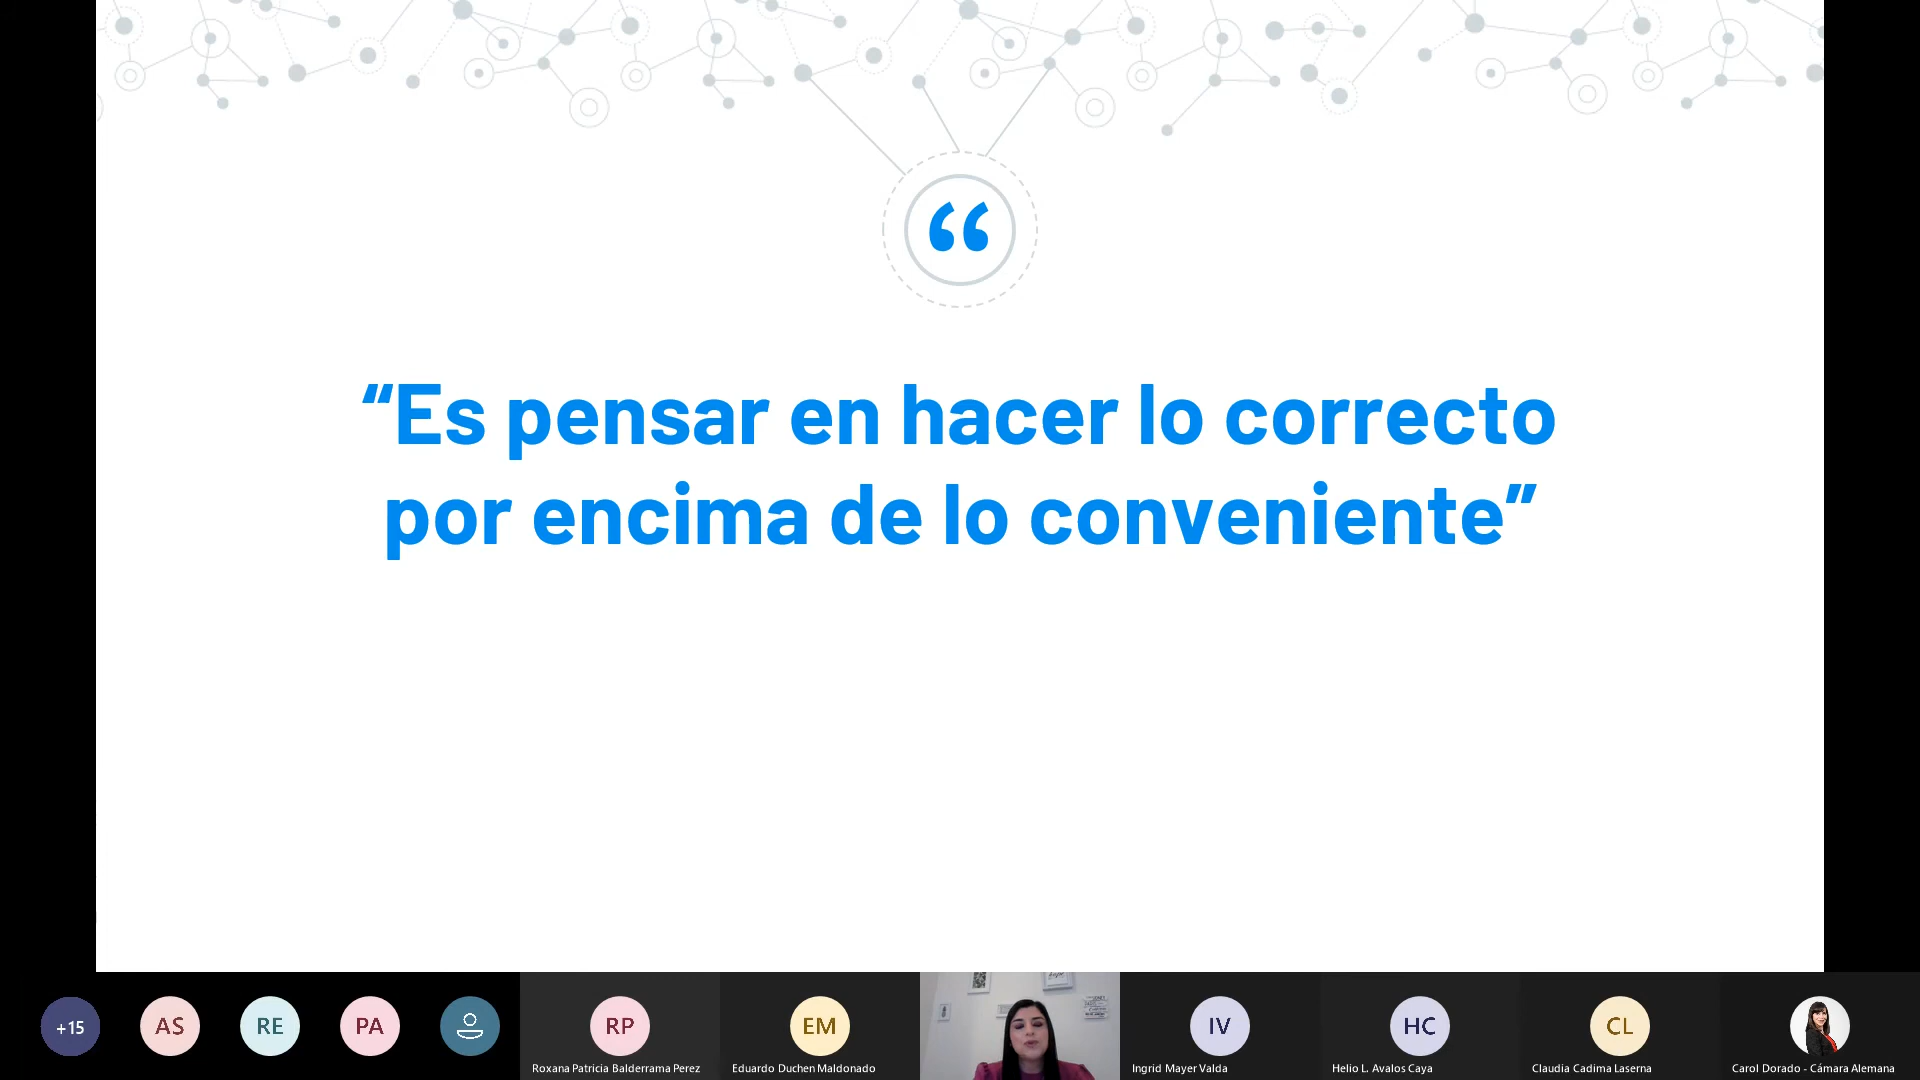 “
“Es pensar en hacer lo correcto
por encima de lo conveniente”
+15
AS
RE
PA
RP
Roxana Patricia Balderrama Perez
EM
Eduardo Duchen Maldonado
IV
Ingrid Mayer Valda
HC
Helio L. Avalos Caya
CL
Claudia Cadima Laserna
Carol Dorado - Cámara Alemana